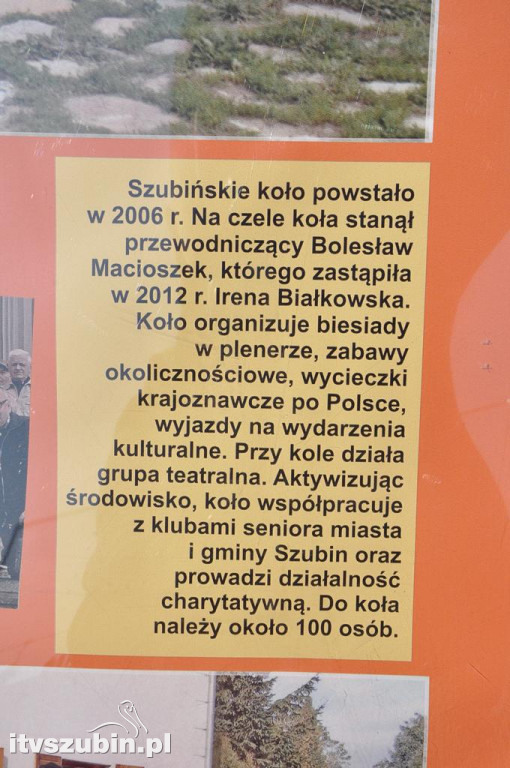 Szubińskie koło powstało
w 2006 r. Na czele koła stanął
przewodniczący Bolesław
Macioszek, którego zastąpiła
w 2012 r. Irena Białkowska.
Koło organizuje biesiady
w plenerze, zabawy
okolicznościowe, wycieczki
krajoznawcze po Polsce,
wyjazdy na wydarzenia
kulturalne. Przy kole działa
grupa teatralna. Aktywizując
środowisko, koło współpracuje
z klubami seniora miasta
i gminy Szubin oraz
prowadzi działalność
charytatywną. Do koła
należy około 100 osób.
itvszubin.pl